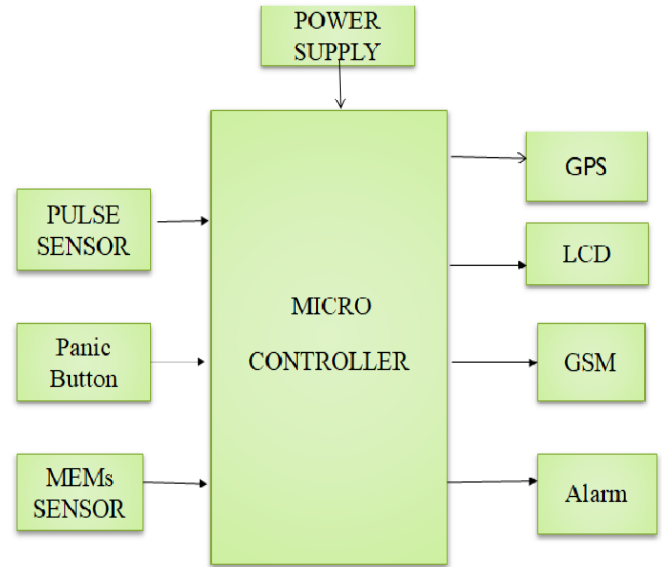 POWER
SUPPLY
PULSE
SENSOR
Panic
Button
MEMs
SENSOR
MICRO
CONTROLLER
GPS
LCD
GSM
Alarm